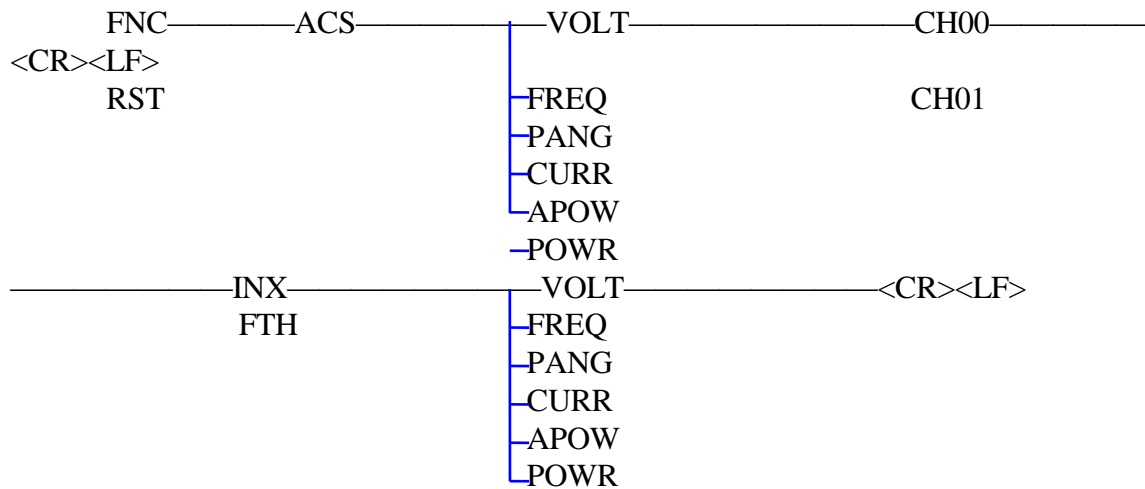 FNC ACS VOLT CH00
<CR><LF>
RST FREQ CH01
PANG
CURR
APOW
POWR
INX VOLT <CR><LF>
FTH FREQ
PANG
CURR
APOW
POWR